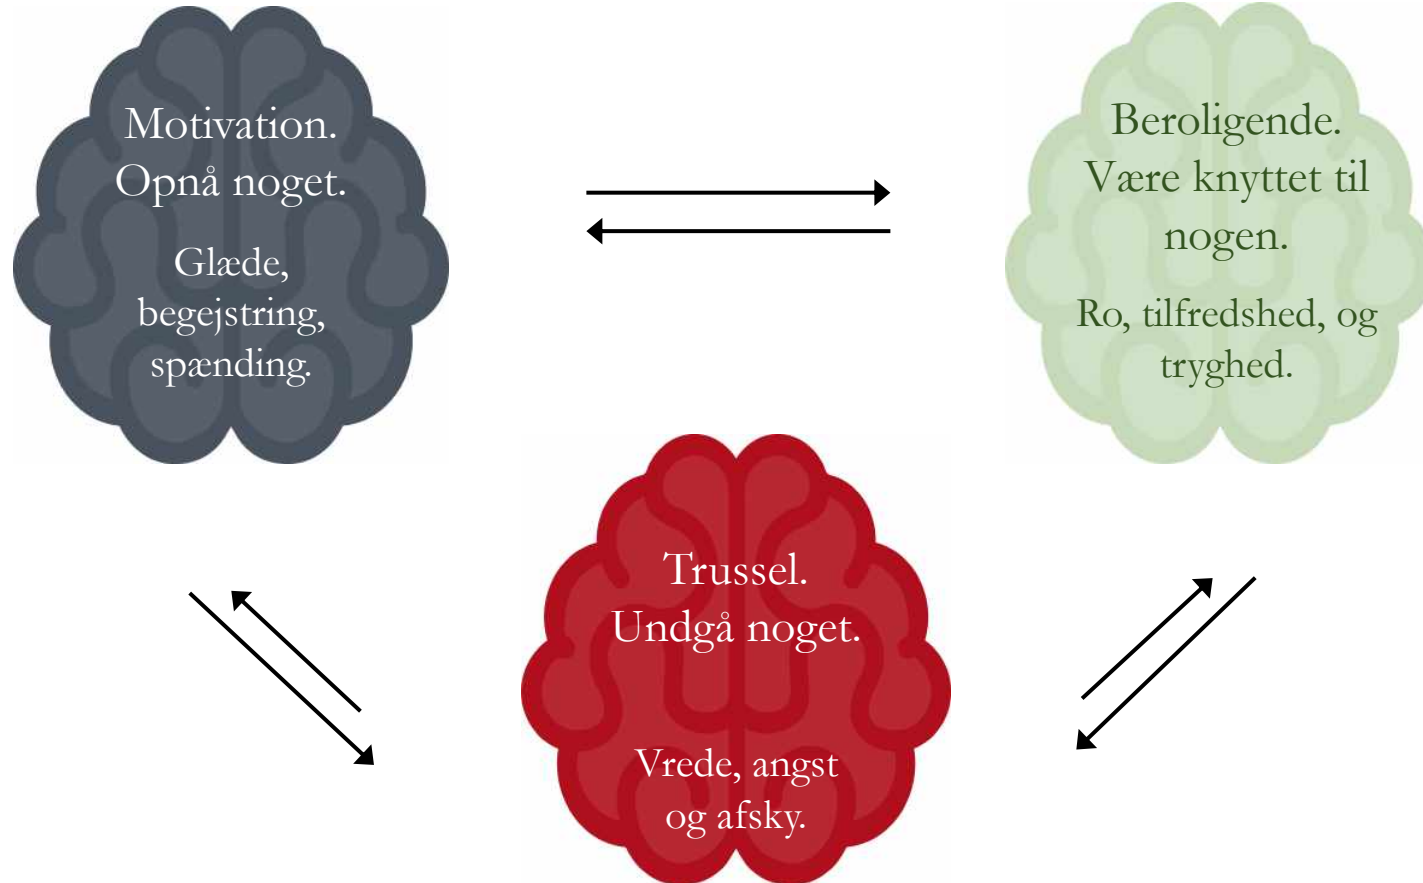 Motivation.
Opnå noget.
Glæde,
begejstring,
spænding.
Beroligende.
Være knyttet til
nogen.
Ro, tilfredshed, og
tryghed.
Trussel.
Undgå noget.
Vrede, angst
og afsky.